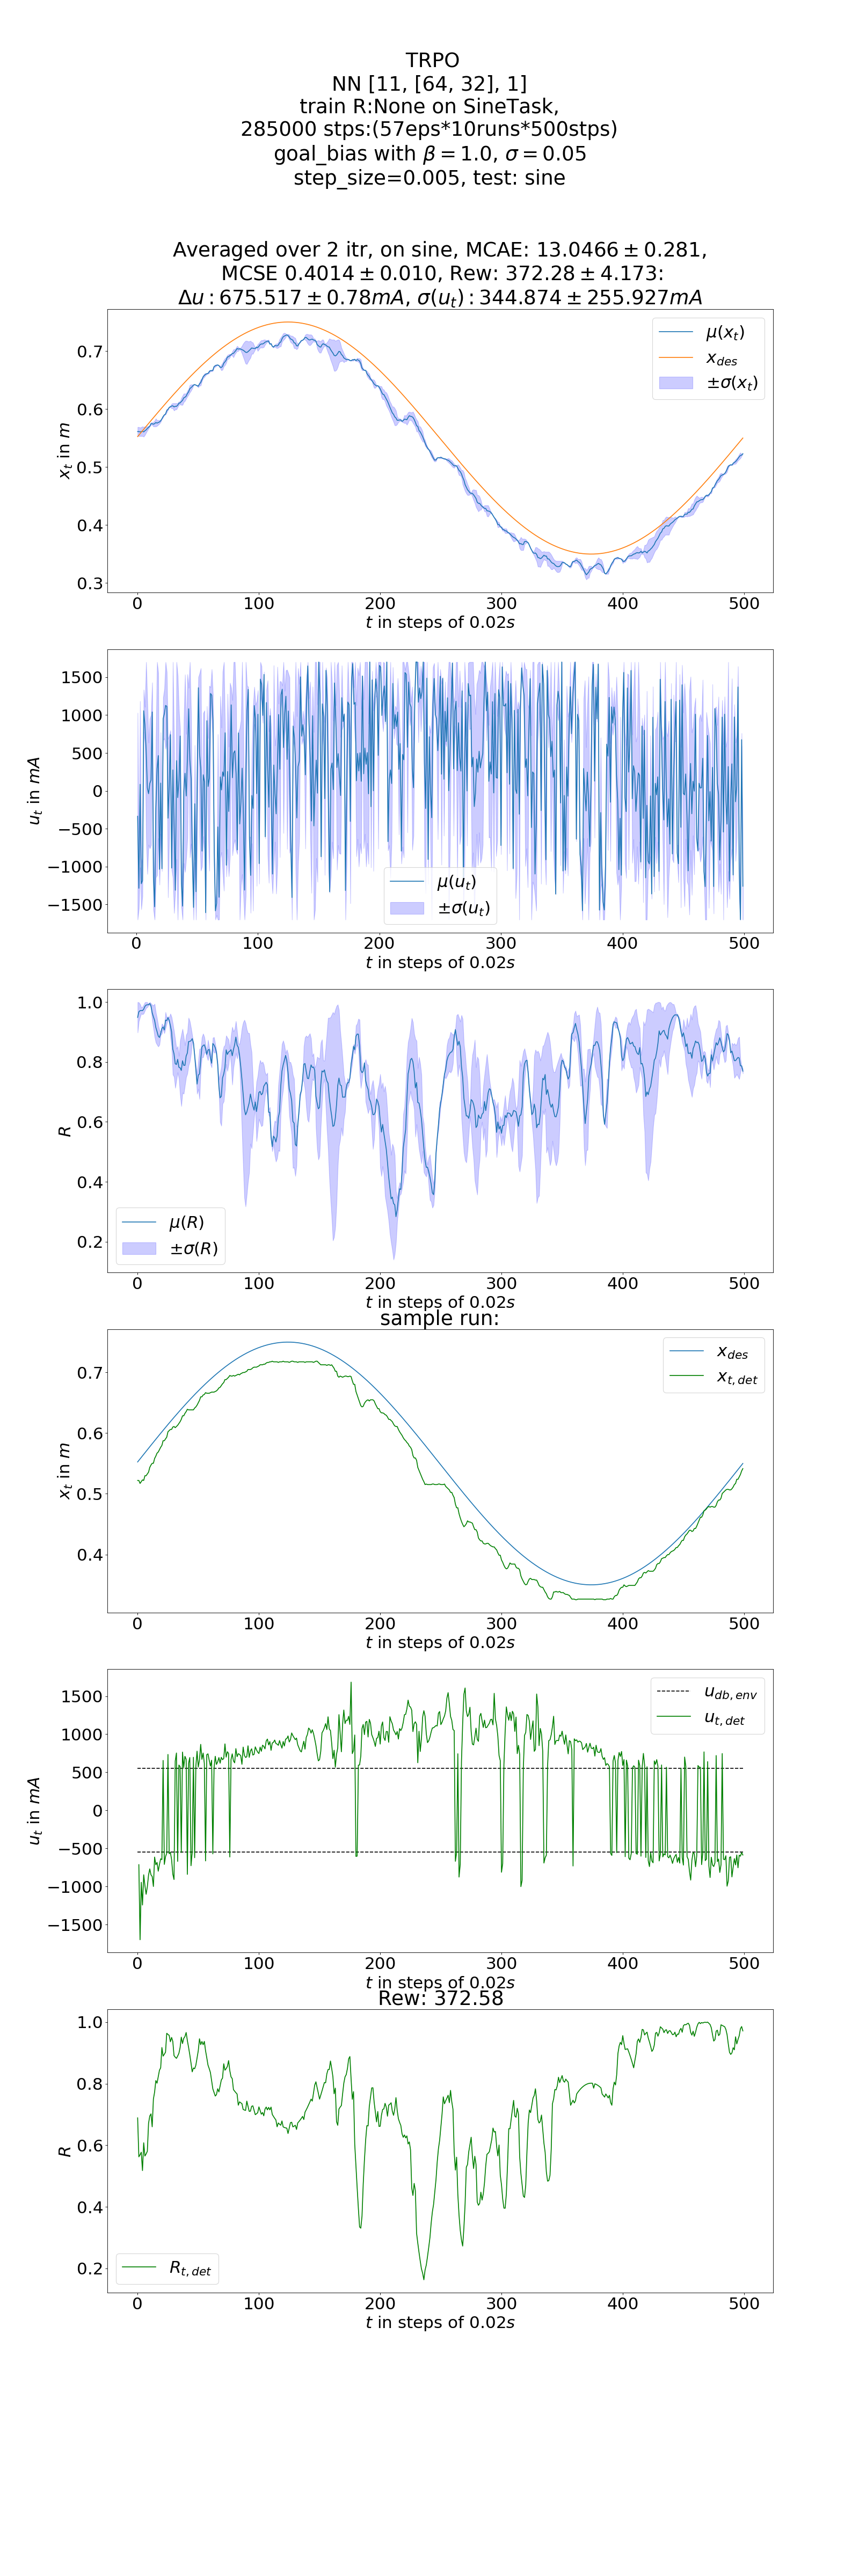 TRPO
NN [11, [64, 32], 1]
train R:None on SineTask,
285000 stps:(57eps*10runs*500stps)
goal_bias with β = 1.0, σ = 0.05
step_size=0.005, test: sine
Averaged over 2 itr, on sine, MCAE: 13.0466 ± 0.281,
MCSE 0.4014 ± 0.010, Rew: 372.28 ± 4.173:
Δu : 675.517 ± 0.78mA, σ(u_t) : 344.874 ± 255.927mA
0.7
0.6
0.5
0.4
0.3
x_t in m
μ(x_t)
x_des
±σ(x_t)
0 100 200 300 400 500
t in steps of 0.02s
1500
1000
500
0
−500
−1000
−1500
u_t in mA
μ(u_t)
±σ(u_t)
0 100 200 300 400 500
t in steps of 0.02s
1.0
0.8
0.6
0.4
0.2
R
μ(R)
±σ(R)
0 100 200 300 400 500
t in steps of 0.02s
sample run:
0.7
0.6
0.5
0.4
x_t in m
x_des
x_t,det
0 100 200 300 400 500
t in steps of 0.02s
1500
1000
500
0
−500
−1000
−1500
u_t in mA
u_db,env
u_t,det
0 100 200 300 400 500
t in steps of 0.02s
Rew: 372.58
1.0
0.8
0.6
0.4
0.2
R
R_t,det
0 100 200 300 400 500
t in steps of 0.02s